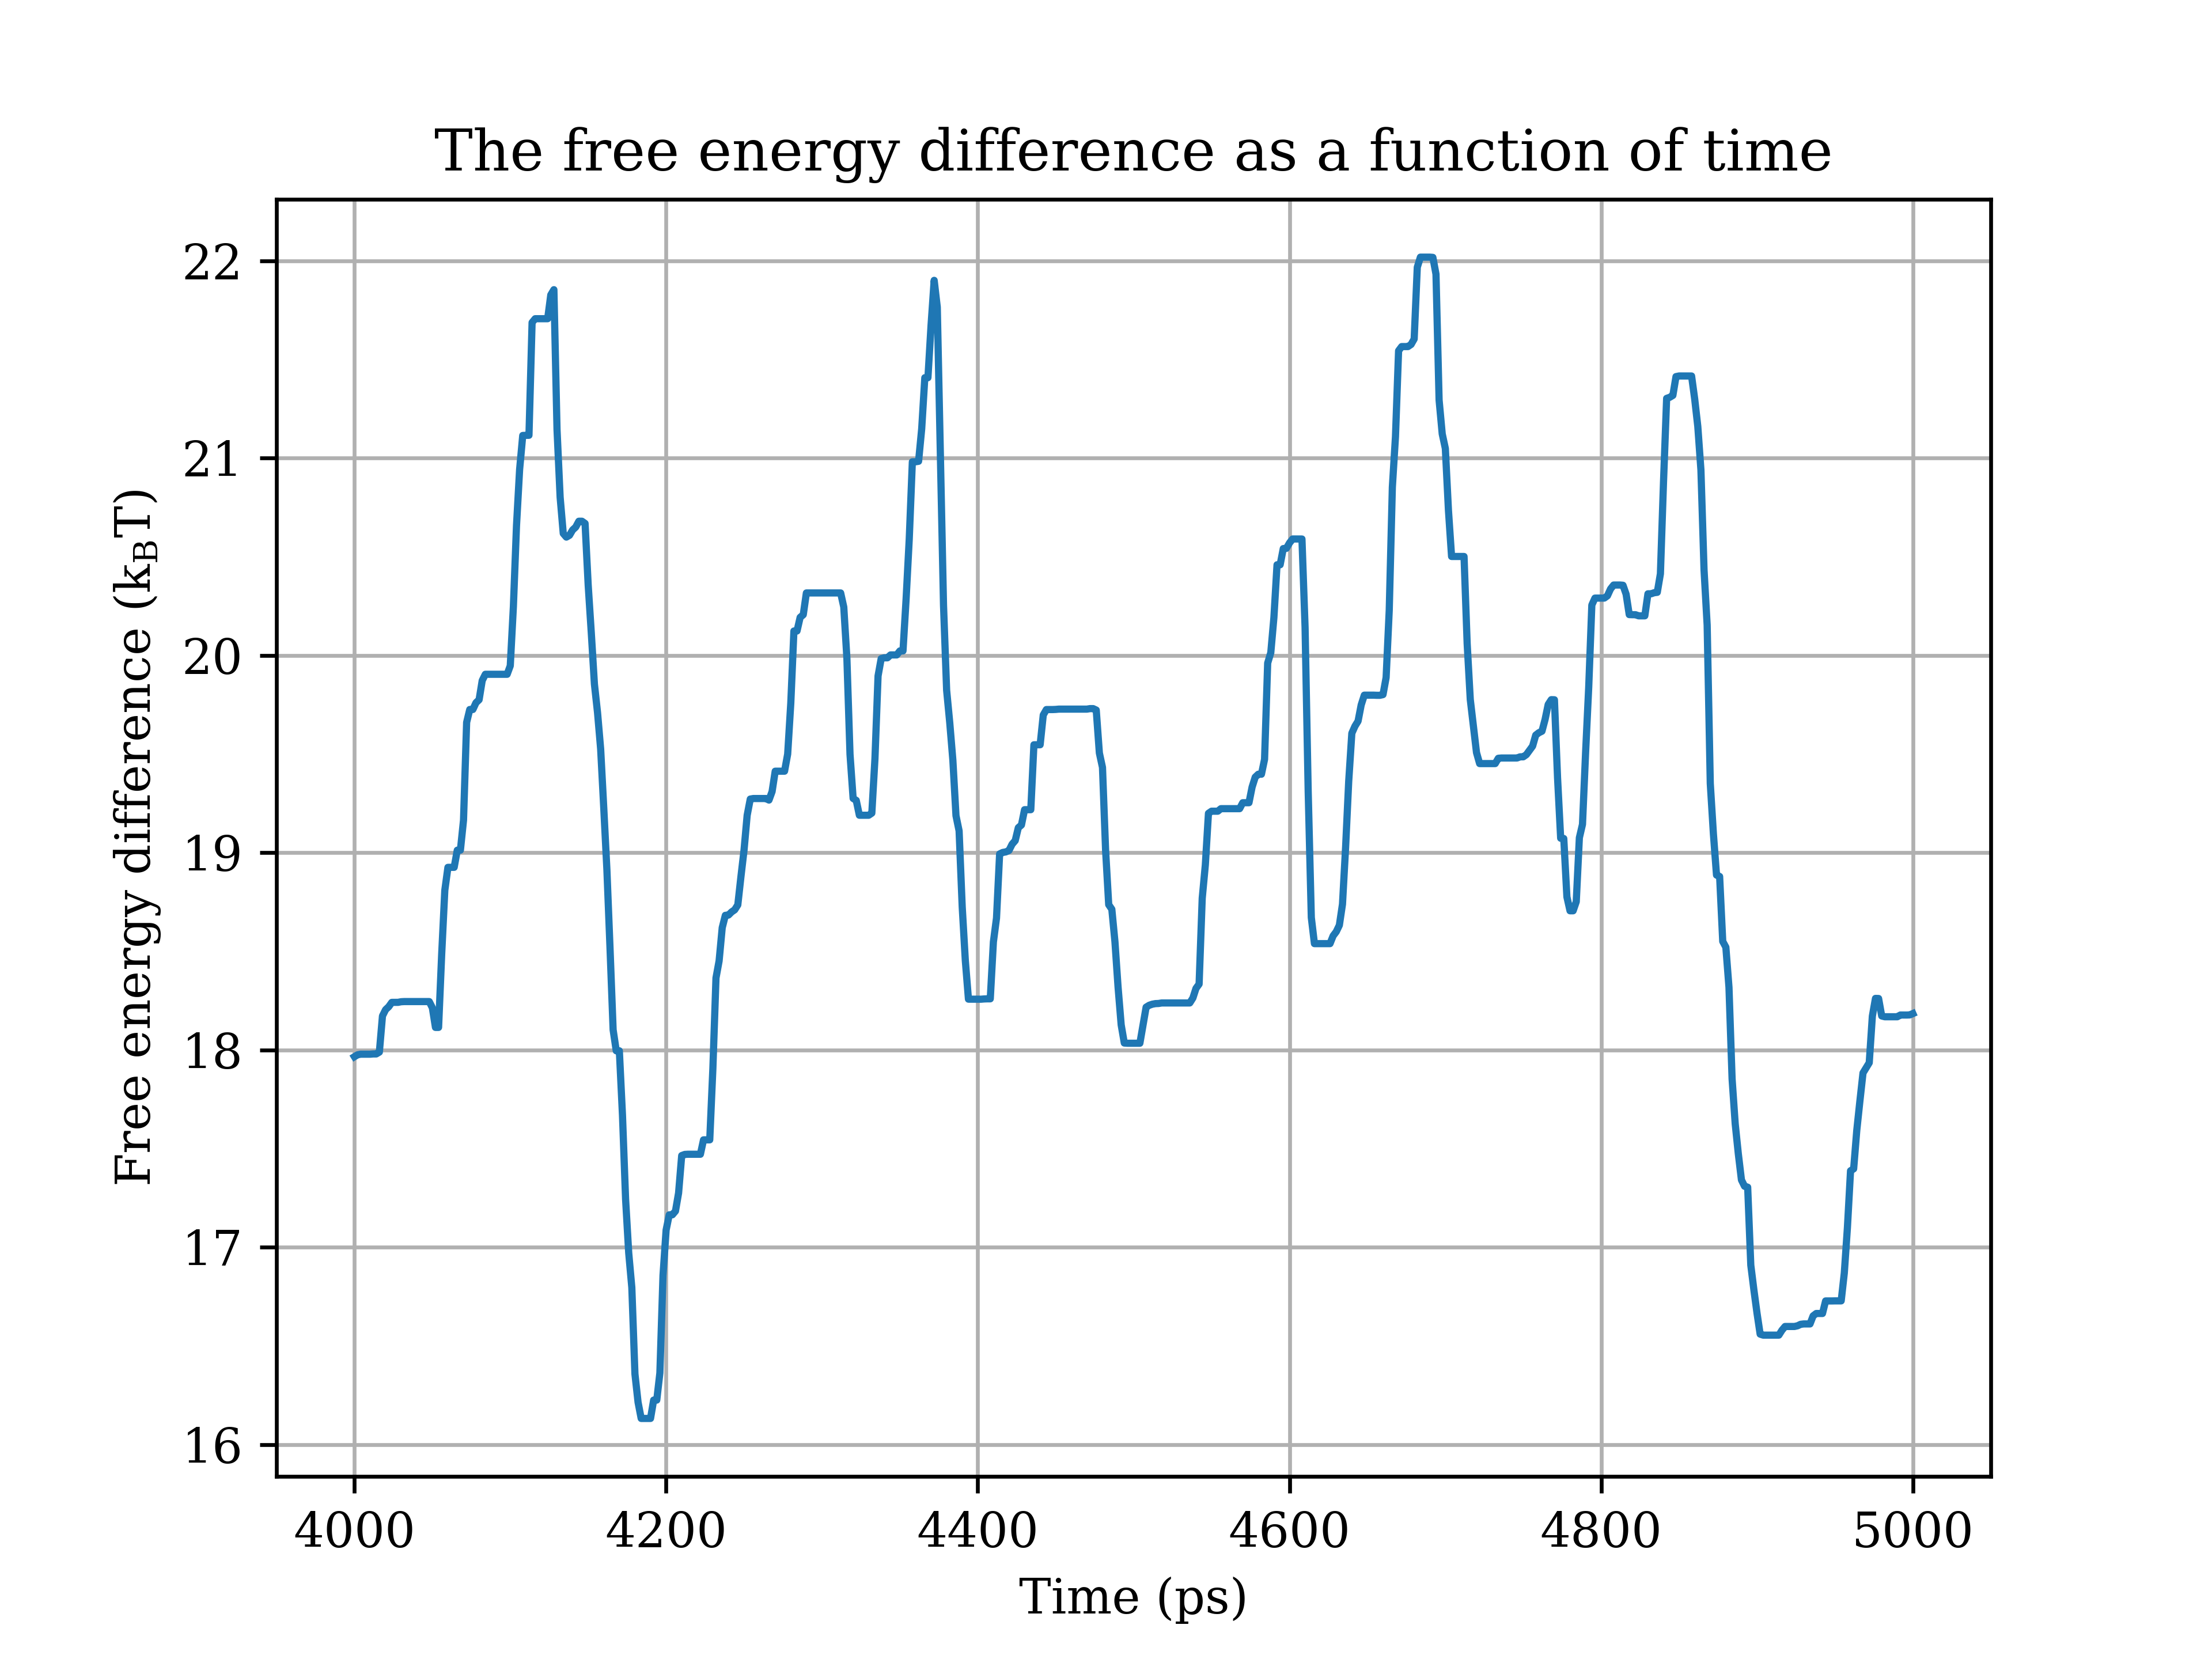 The free energy difference as a function of time
Free energy difference (k_BT)
22
21
20
19
18
17
16
4000 4200 4400 4600 4800 5000
Time (ps)